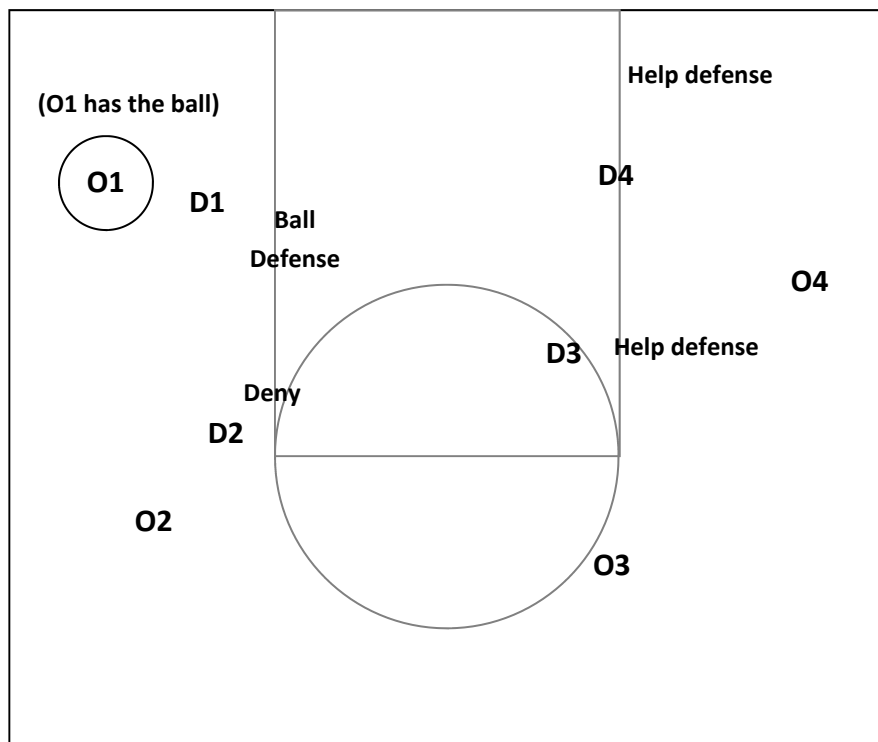 Help defense
(O1 has the ball)
O1
D1
D4
Ball
Defense
O4
D3
Help defense
Deny
D2
O2
O3